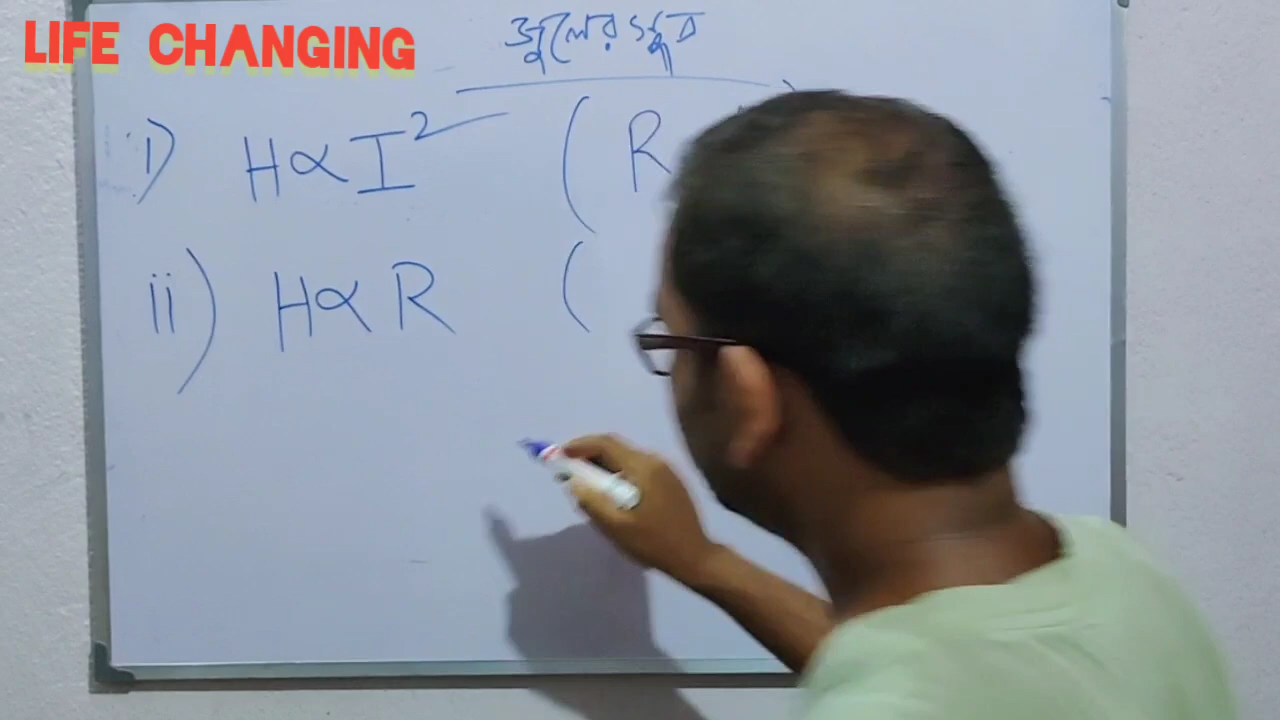 LIFE CHANGING
জুলের সূত্র
i) H∝I² ( R
ii) H∝ R (